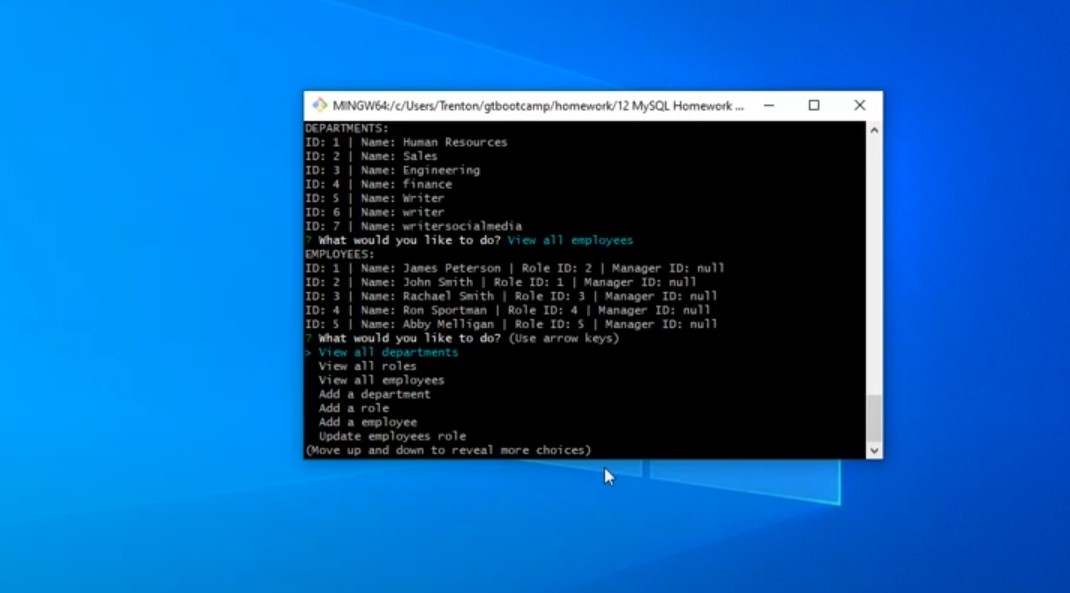 MINGW64:/c/Users/Trenton/gtbootcamp/homework/12 MySQL Homework ...
DEPARTMENTS:
ID: 1 | Name: Human Resources
ID: 2 | Name: Sales
ID: 3 | Name: Engineering
ID: 4 | Name: finance
ID: 5 | Name: Writer
ID: 6 | Name: writer
ID: 7 | Name: writersocialmedia
? What would you like to do? View all employees
EMPLOYEES:
ID: 1 | Name: James Peterson | Role ID: 2 | Manager ID: null
ID: 2 | Name: John Smith | Role ID: 1 | Manager ID: null
ID: 3 | Name: Rachael Smith | Role ID: 3 | Manager ID: null
ID: 4 | Name: Ron Sportman | Role ID: 4 | Manager ID: null
ID: 5 | Name: Abby Melligan | Role ID: 5 | Manager ID: null
? What would you like to do? (Use arrow keys)
> View all departments
View all roles
View all employees
Add a department
Add a role
Add a employee
Update employees role
(Move up and down to reveal more choices)